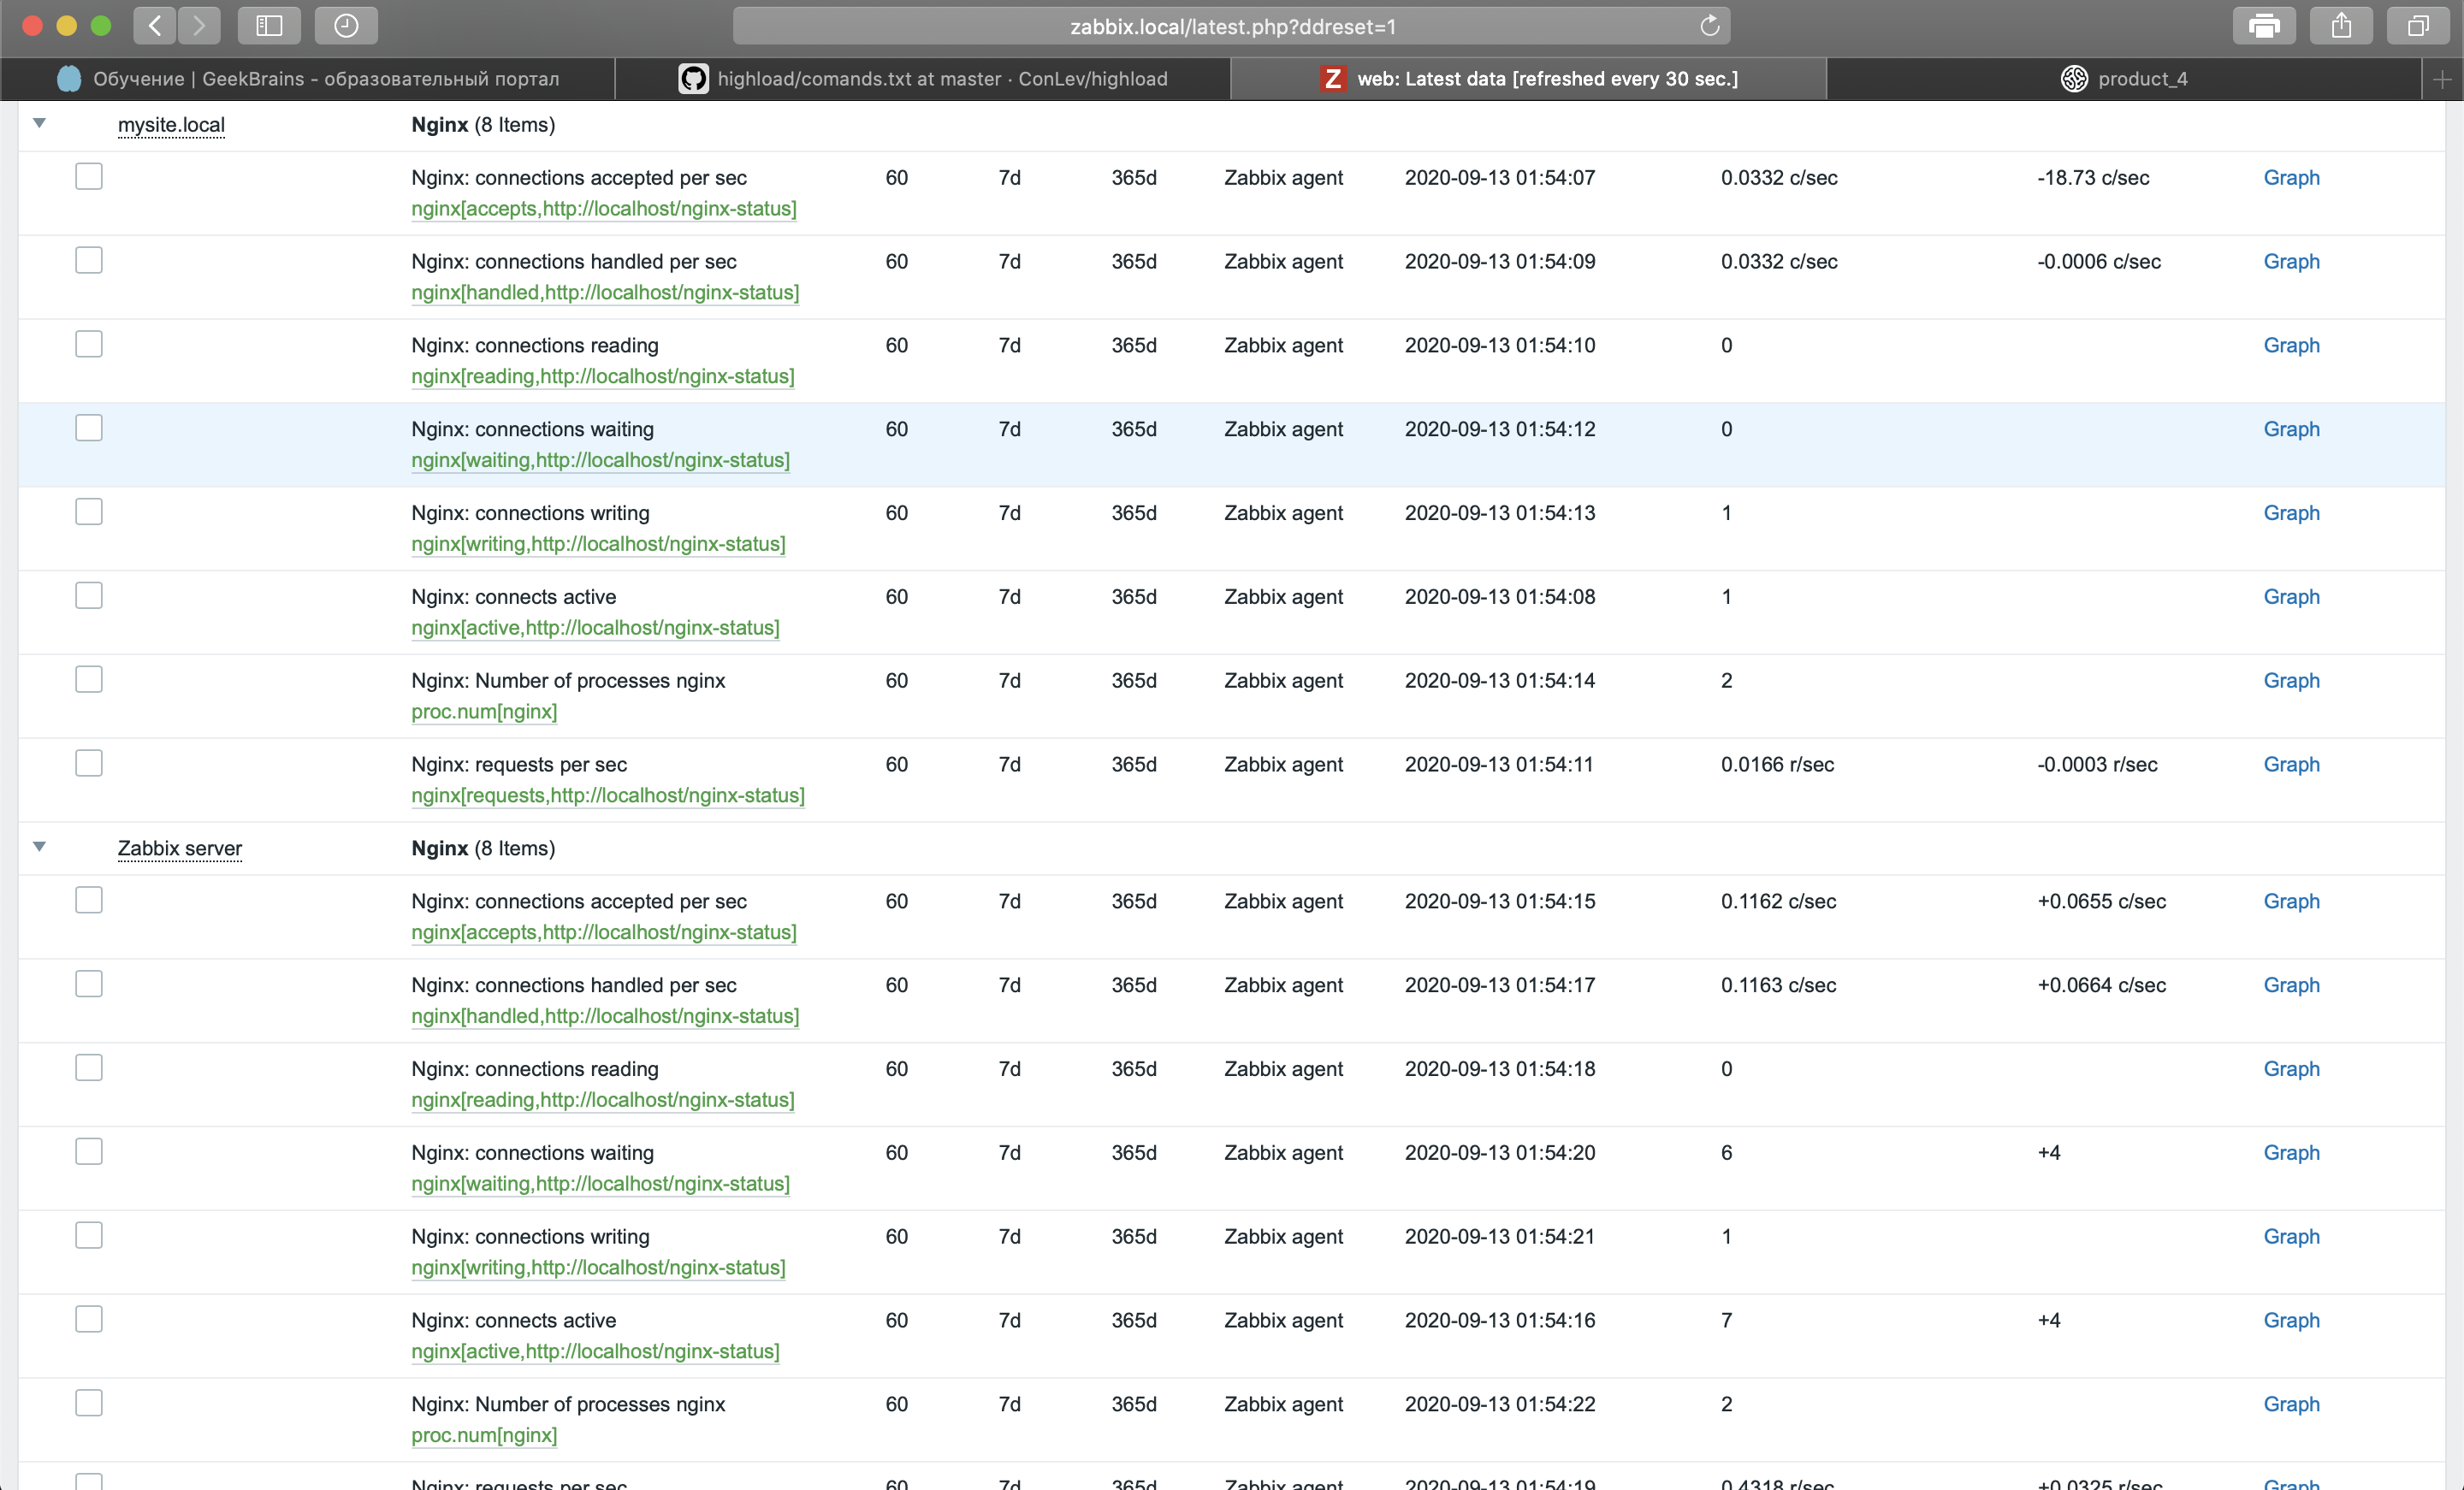 zabbix.local/latest.php?ddreset=1
Обучение | GeekBrains - образовательный портал highload/comands.txt at master · ConLev/highload Z web: Latest data [refreshed every 30 sec.] product_4
mysite.local Nginx (8 Items)
Nginx: connections accepted per sec 60 7d 365d Zabbix agent 2020-09-13 01:54:07 0.0332 c/sec -18.73 c/sec Graph
nginx[accepts,http://localhost/nginx-status]
Nginx: connections handled per sec 60 7d 365d Zabbix agent 2020-09-13 01:54:09 0.0332 c/sec -0.0006 c/sec Graph
nginx[handled,http://localhost/nginx-status]
Nginx: connections reading 60 7d 365d Zabbix agent 2020-09-13 01:54:10 0 Graph
nginx[reading,http://localhost/nginx-status]
Nginx: connections waiting 60 7d 365d Zabbix agent 2020-09-13 01:54:12 0 Graph
nginx[waiting,http://localhost/nginx-status]
Nginx: connections writing 60 7d 365d Zabbix agent 2020-09-13 01:54:13 1 Graph
nginx[writing,http://localhost/nginx-status]
Nginx: connects active 60 7d 365d Zabbix agent 2020-09-13 01:54:08 1 Graph
nginx[active,http://localhost/nginx-status]
Nginx: Number of processes nginx 60 7d 365d Zabbix agent 2020-09-13 01:54:14 2 Graph
proc.num[nginx]
Nginx: requests per sec 60 7d 365d Zabbix agent 2020-09-13 01:54:11 0.0166 r/sec -0.0003 r/sec Graph
nginx[requests,http://localhost/nginx-status]
Zabbix server Nginx (8 Items)
Nginx: connections accepted per sec 60 7d 365d Zabbix agent 2020-09-13 01:54:15 0.1162 c/sec +0.0655 c/sec Graph
nginx[accepts,http://localhost/nginx-status]
Nginx: connections handled per sec 60 7d 365d Zabbix agent 2020-09-13 01:54:17 0.1163 c/sec +0.0664 c/sec Graph
nginx[handled,http://localhost/nginx-status]
Nginx: connections reading 60 7d 365d Zabbix agent 2020-09-13 01:54:18 0 Graph
nginx[reading,http://localhost/nginx-status]
Nginx: connections waiting 60 7d 365d Zabbix agent 2020-09-13 01:54:20 6 +4 Graph
nginx[waiting,http://localhost/nginx-status]
Nginx: connections writing 60 7d 365d Zabbix agent 2020-09-13 01:54:21 1 Graph
nginx[writing,http://localhost/nginx-status]
Nginx: connects active 60 7d 365d Zabbix agent 2020-09-13 01:54:16 7 +4 Graph
nginx[active,http://localhost/nginx-status]
Nginx: Number of processes nginx 60 7d 365d Zabbix agent 2020-09-13 01:54:22 2 Graph
proc.num[nginx]
Nginx: requests per sec 60 7d 365d Zabbix agent 2020-09-13 01:54:19 0.4318 r/sec +0.0325 r/sec Graph